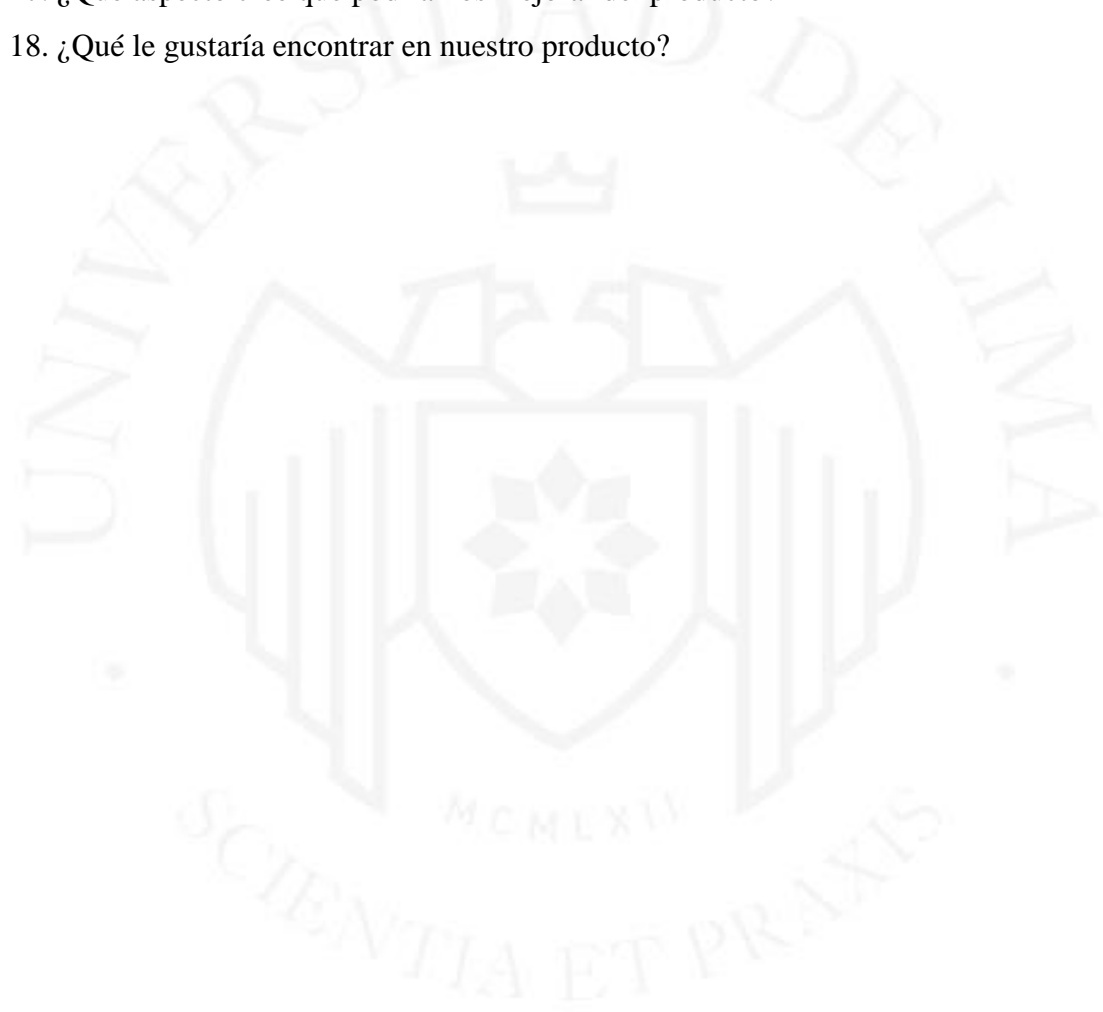 18. ¿Qué le gustaría encontrar en nuestro producto?
UNIVERSIDAD DE LIMA
MCMLXII
SCIENTIA ET PRAXIS